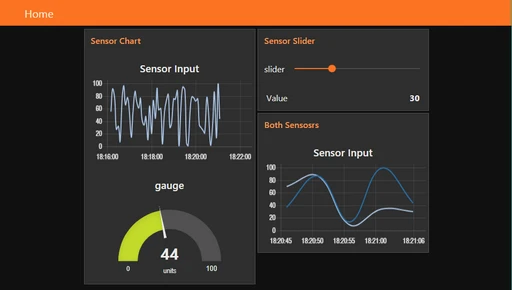 Home
Sensor Chart
Sensor Input
100
80
60
40
20
0
18:16:00 18:18:00 18:20:00 18:22:00
gauge
44
units
0 100
Sensor Slider
slider
Value 30
Both Sensosrs
Sensor Input
100
80
60
40
20
0
18:20:45 18:20:50 18:20:55 18:21:00 18:21:06